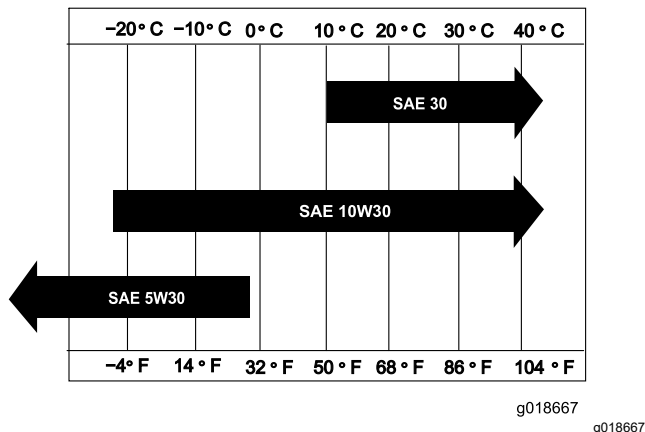 −20° C −10° C 0° C 10° C 20° C 30° C 40° C
SAE 30
SAE 10W30
SAE 5W30
−4° F 14° F 32° F 50° F 68° F 86° F 104 °F
g018667
g018667